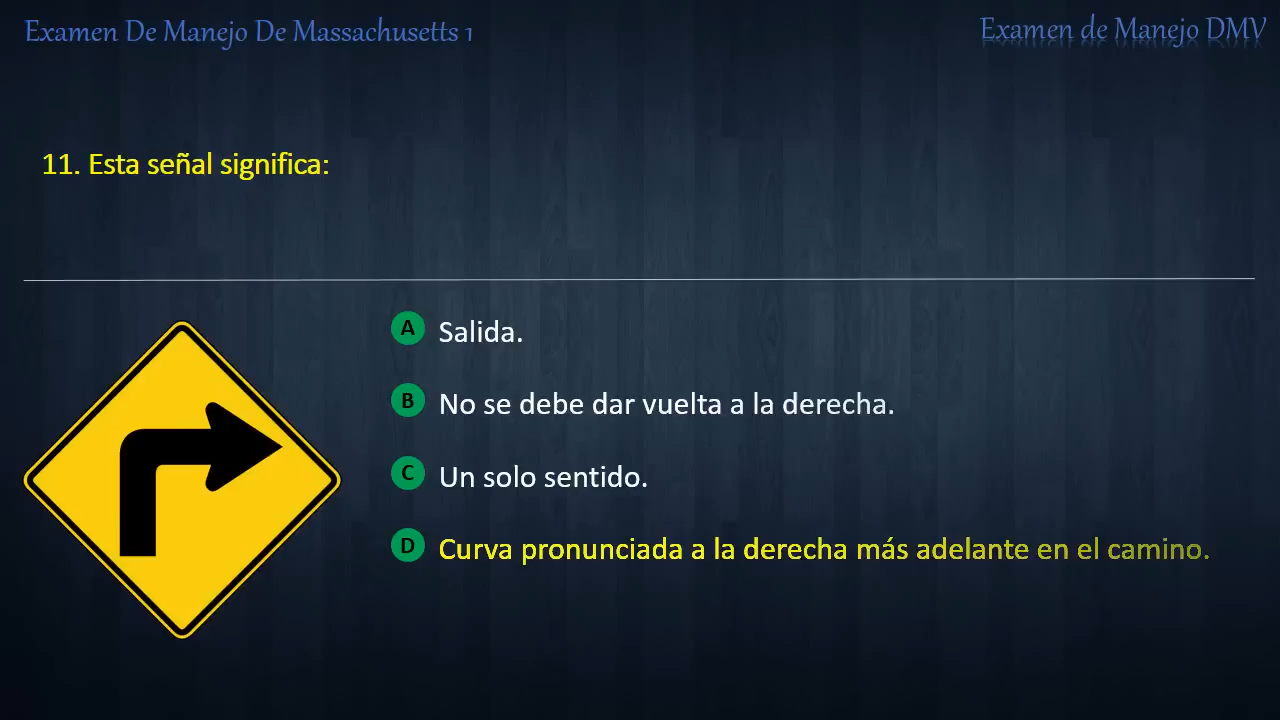 Examen De Manejo De Massachusetts 1
Examen de Manejo DMV
11. Esta señal significa:
A Salida.
B No se debe dar vuelta a la derecha.
C Un solo sentido.
D Curva pronunciada a la derecha más adelante en el camino.